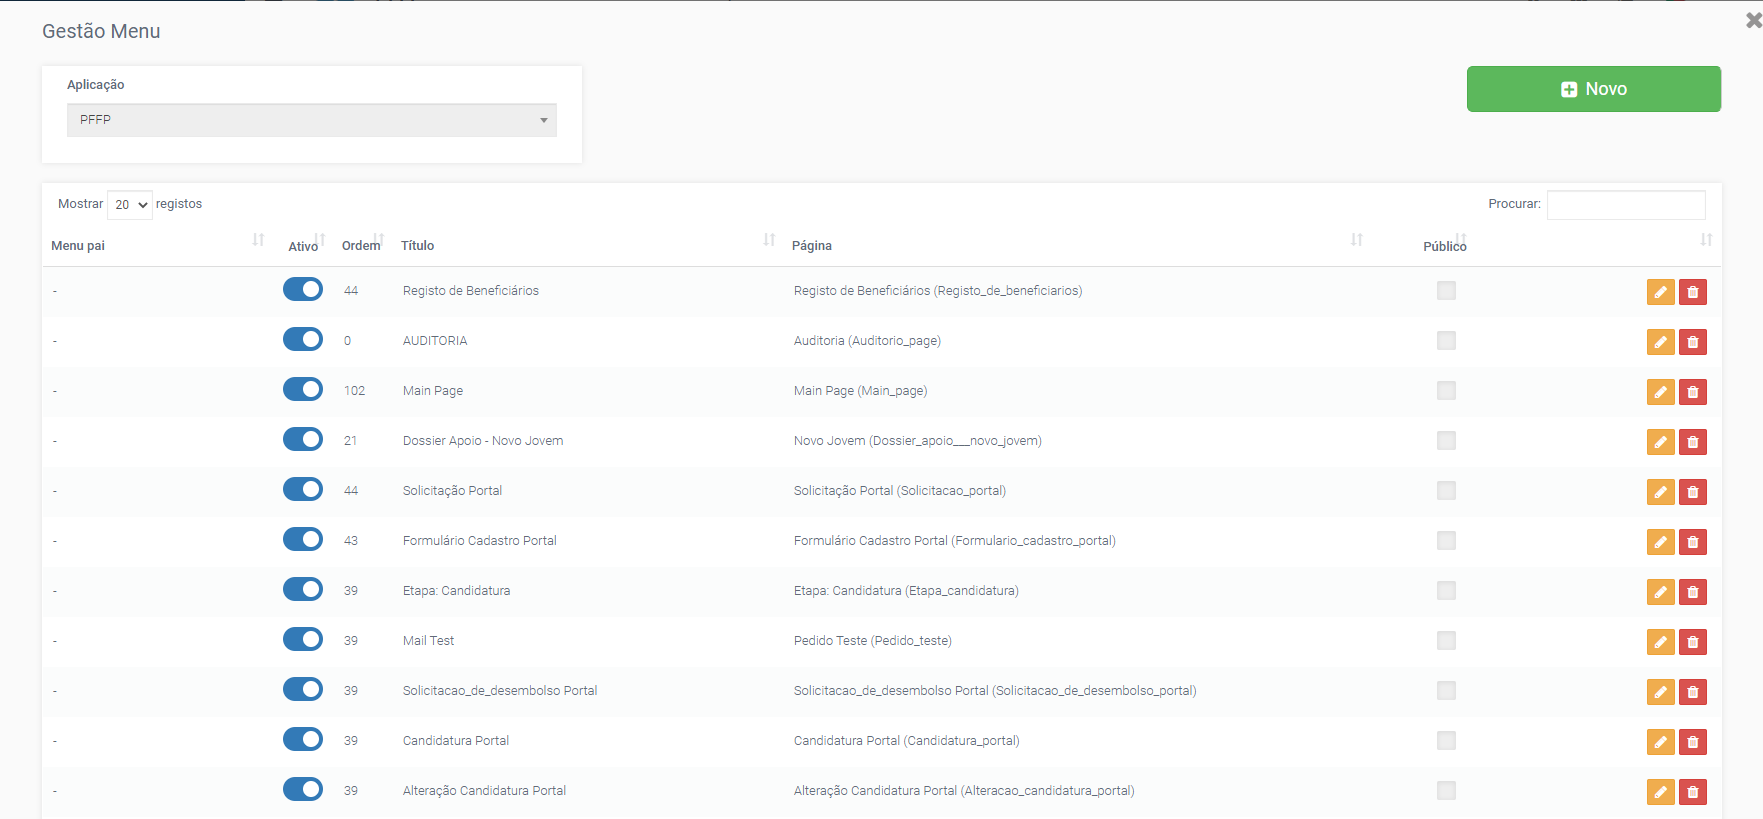 Gestão Menu
Aplicação
Novo
PFFP
Mostrar 20 registos Procurar:
Menu pai Ativo Ordem Título Página Público
- 44 Registo de Beneficiários Registo de Beneficiários (Registo_de_beneficiarios)
- 0 AUDITORIA Auditoria (Auditorio_page)
- 102 Main Page Main Page (Main_page)
- 21 Dossier Apoio - Novo Jovem Novo Jovem (Dossier_apoio___novo_jovem)
- 44 Solicitação Portal Solicitação Portal (Solicitacao_portal)
- 43 Formulário Cadastro Portal Formulário Cadastro Portal (Formulario_cadastro_portal)
- 39 Etapa: Candidatura Etapa: Candidatura (Etapa_candidatura)
- 39 Mail Test Pedido Teste (Pedido_teste)
- 39 Solicitacao_de_desembolso Portal Solicitacao_de_desembolso Portal (Solicitacao_de_desembolso_portal)
- 39 Candidatura Portal Candidatura Portal (Candidatura_portal)
- 39 Alteração Candidatura Portal Alteração Candidatura Portal (Alteracao_candidatura_portal)